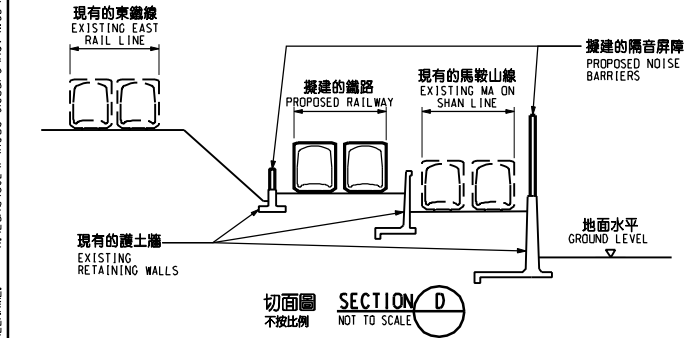 現有的東鐵線
EXISTING EAST
RAIL LINE
擬建的鐵路
PROPOSED RAILWAY
現有的馬鞍山線
EXISTING MA ON
SHAN LINE
擬建的隔音屏障
PROPOSED NOISE
BARRIERS
現有的護土牆
EXISTING
RETAINING WALLS
地面水平
GROUND LEVEL
切面圖 SECTION D
不按比例 NOT TO SCALE